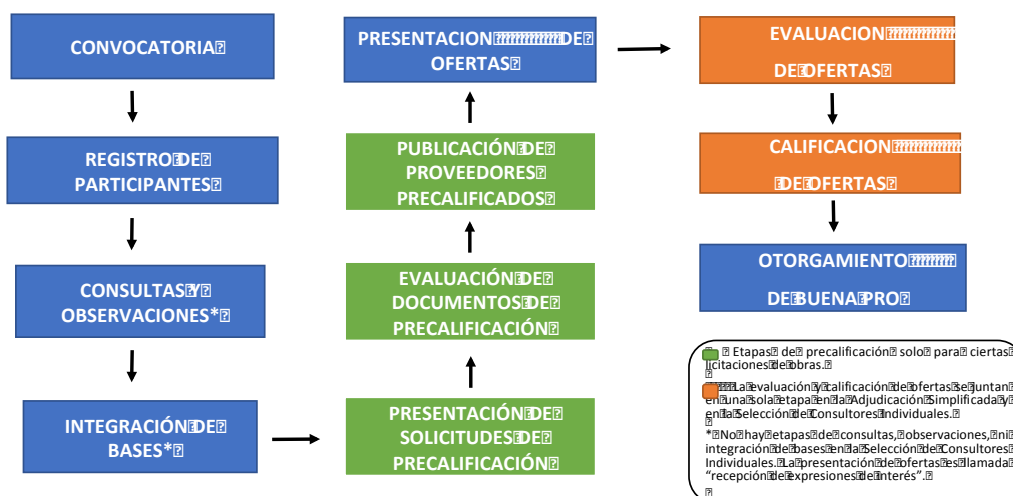 CONVOCATORIA
REGISTRO DE
PARTICIPANTES
CONSULTAS Y
OBSERVACIONES*
INTEGRACIÓN DE
BASES*
PRESENTACIÓN DE
SOLICITUDES DE
PRECALIFICACIÓN
EVALUACIÓN DE
DOCUMENTOS DE
PRECALIFICACIÓN
PUBLICACIÓN DE
PROVEEDORES
PRECALIFICADOS
PRESENTACION DE
OFERTAS
EVALUACION
DE OFERTAS
CALIFICACION
DE OFERTAS
OTORGAMIENTO
DE BUENA PRO
Etapas de precalificación solo para ciertas
licitaciones de obras.
La evaluación y calificación de ofertas se juntan
en una sola etapa en la Adjudicación Simplificada y
en la Selección de Consultores Individuales.
* No hay etapas de consultas, observaciones, ni
integración de bases en la Selección de Consultores
Individuales. La presentación de ofertas es llamada
“recepción de expresiones de interés”.